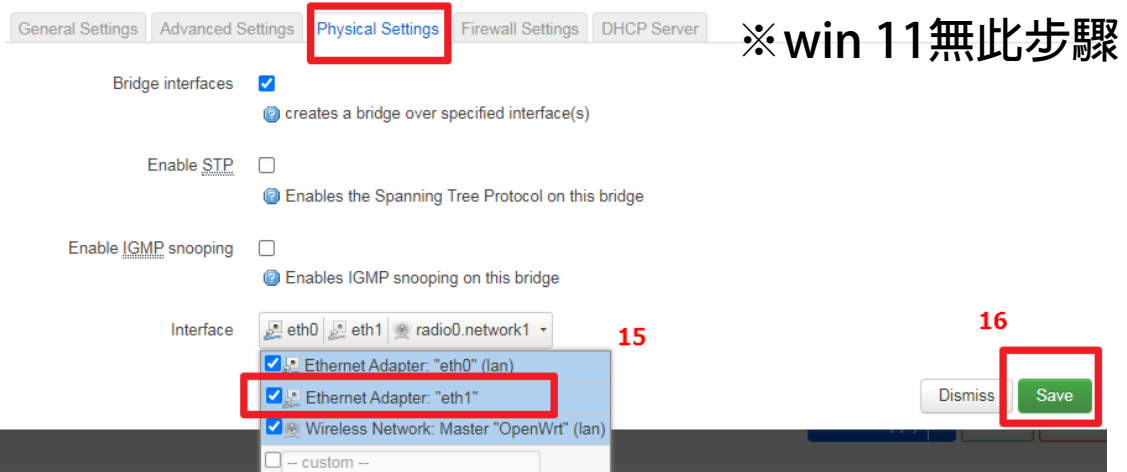 General Settings Advanced Settings Physical Settings Firewall Settings DHCP Server
※win 11無此步驟
Bridge interfaces
creates a bridge over specified interface(s)
Enable STP
Enables the Spanning Tree Protocol on this bridge
Enable IGMP snooping
Enables IGMP snooping on this bridge
Interface eth0 eth1 radio0.network1 15
16
Ethernet Adapter: "eth0" (lan)
Ethernet Adapter: "eth1"
Dismiss Save
Wireless Network: Master "OpenWrt" (lan)
-- custom --